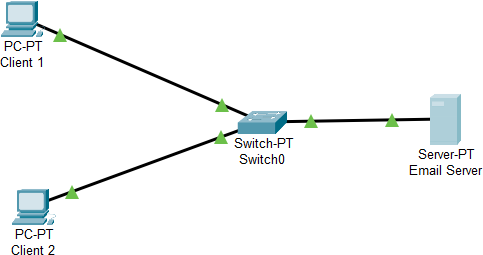 PC-PT
Client 1
Switch-PT
Switch0
Server-PT
Email Server
PC-PT
Client 2